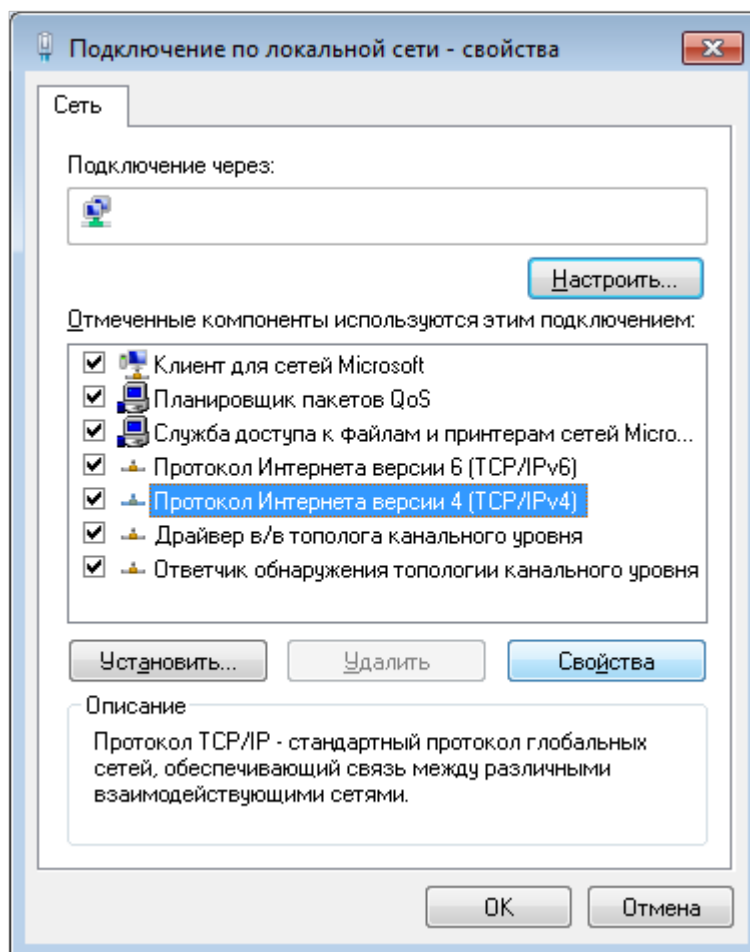 Подключение по локальной сети - свойства
Сеть
Подключение через:
Настроить...
Отмеченные компоненты используются этим подключением:
Клиент для сетей Microsoft
Планировщик пакетов QoS
Служба доступа к файлам и принтерам сетей Micro...
Протокол Интернета версии 6 (TCP/IPv6)
Протокол Интернета версии 4 (TCP/IPv4)
Драйвер в/в тополога канального уровня
Ответчик обнаружения топологии канального уровня
Установить...
Удалить
Свойства
Описание
Протокол TCP/IP - стандартный протокол глобальных
сетей, обеспечивающий связь между различными
взаимодействующими сетями.
OK
Отмена